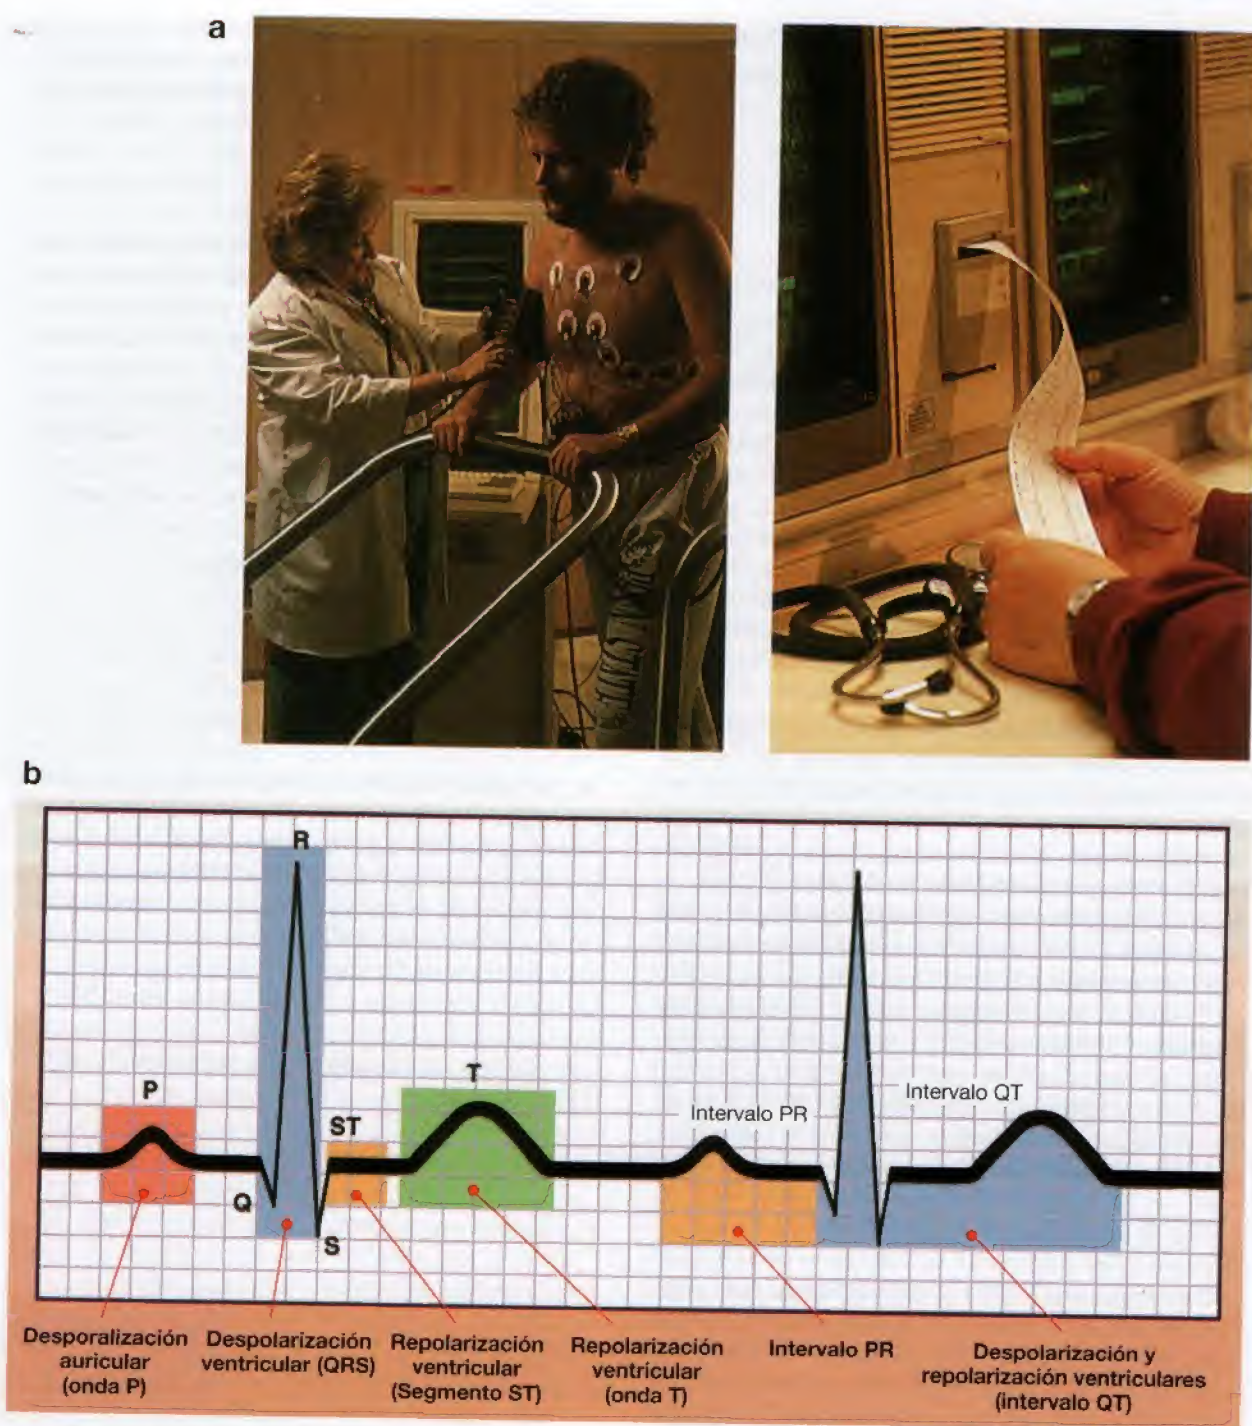 a
b
R
P
ST
T
Q
S
Intervalo PR
Intervalo QT
Desporalización
auricular
(onda P)
Despolarización
ventricular (QRS)
Repolarización
ventricular
(Segmento ST)
Repolarización
ventricular
(onda T)
Intervalo PR
Despolarización y
repolarización ventriculares
(intervalo QT)